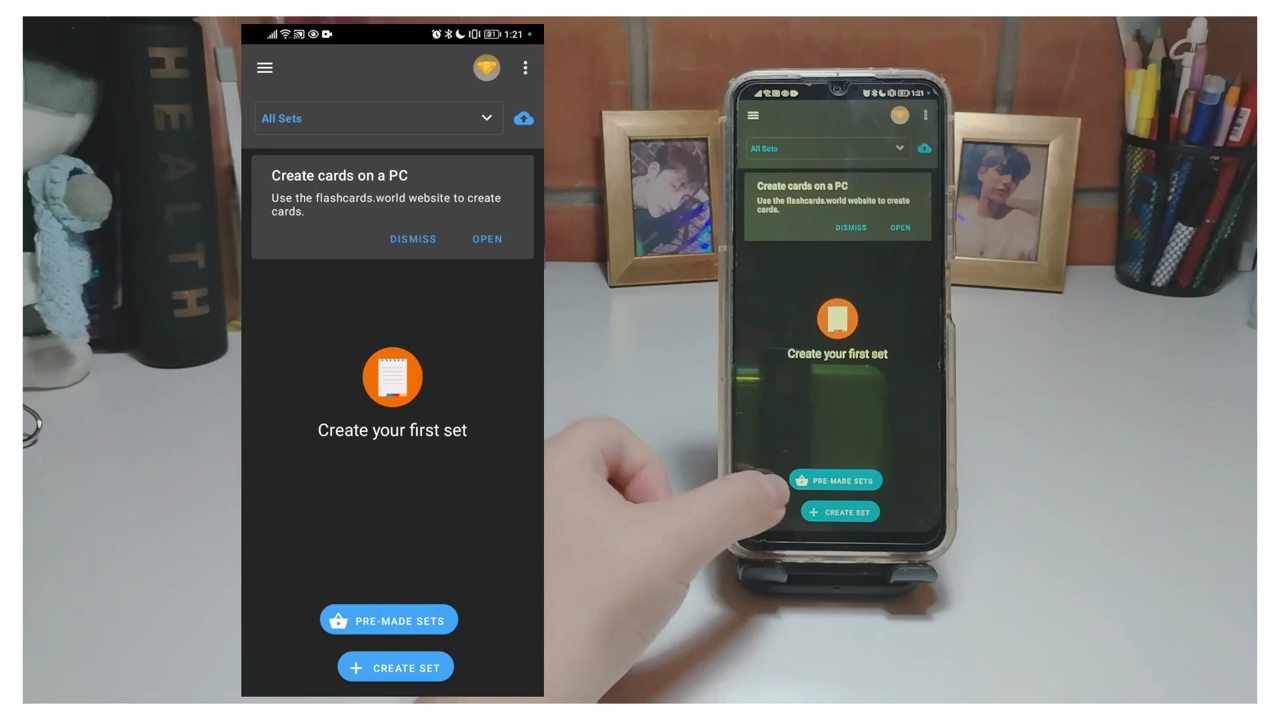 HEALTH
1:21
All Sets
Create cards on a PC
Use the flashcards.world website to create
cards.
DISMISS OPEN
Create your first set
PRE-MADE SETS
CREATE SET
1:21
All Sets
Create cards on a PC
Use the flashcards.world website to create
cards.
DISMISS OPEN
Create your first set
PRE-MADE SETS
CREATE SET